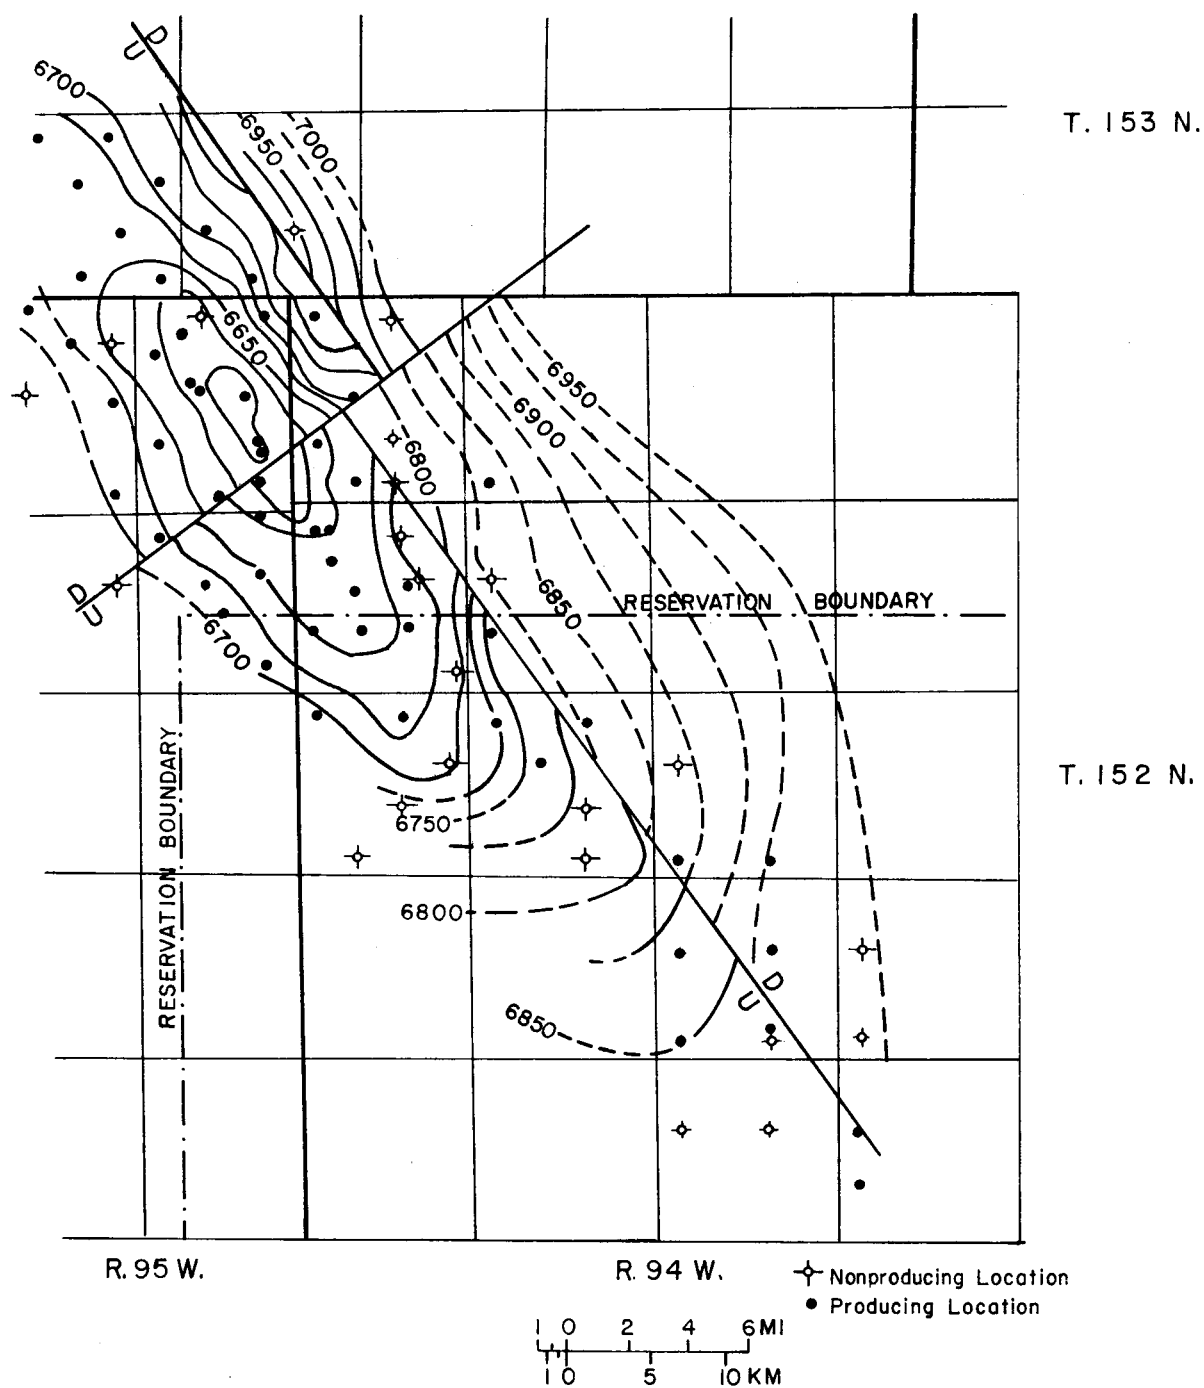 D
U
6700
6950
7000
T. 153 N.
6650
6950
6900
6800
D
U
6850
RESERVATION BOUNDARY
6700
RESERVATION BOUNDARY
T. 152 N.
6750
6800
D
U
6850
R. 95 W.
R. 94 W.
Nonproducing Location
Producing Location
1 0 2 4 6 MI
1 0 5 10 KM